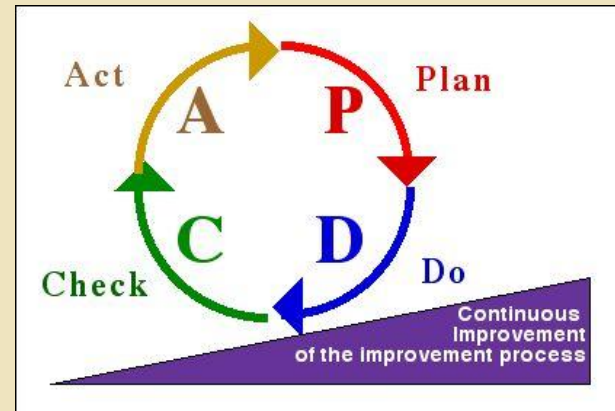 Act
A
P
Plan
C
D
Check
Do
Continuous
Improvement
of the improvement process